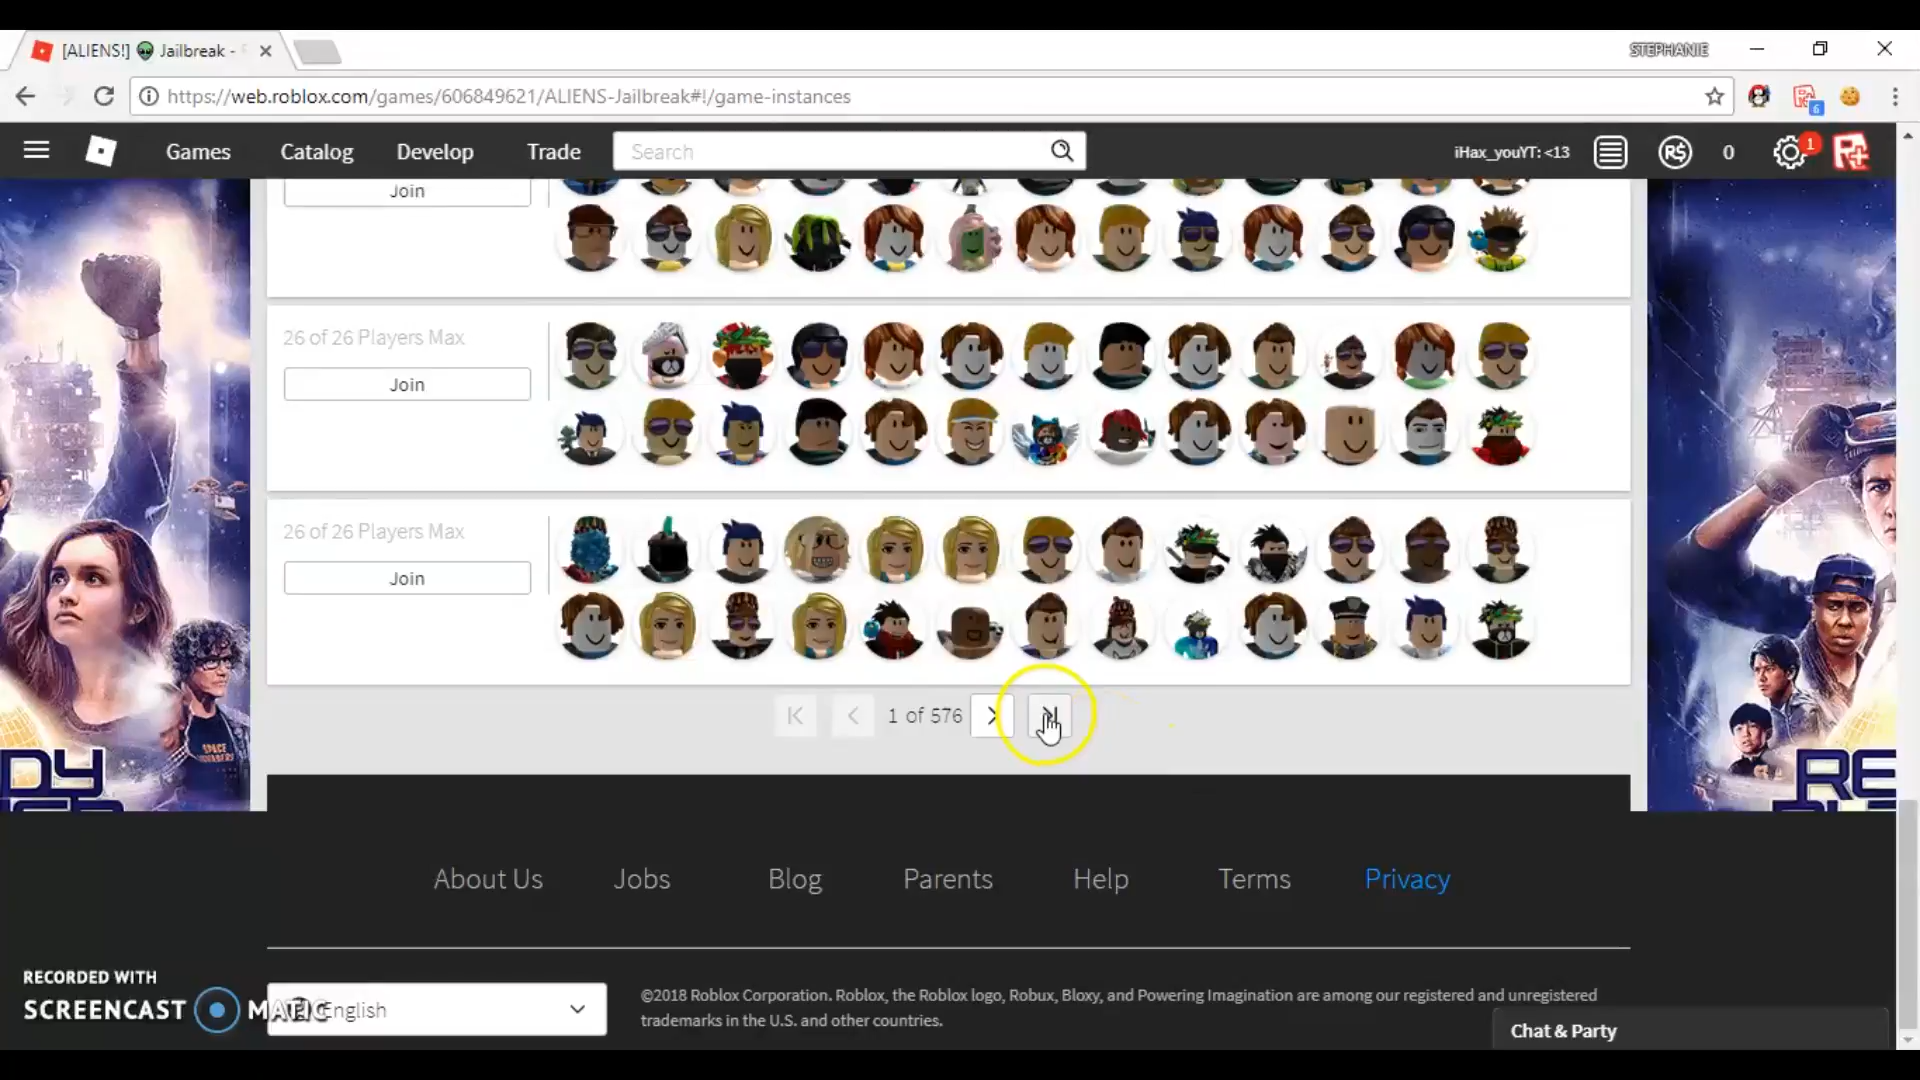 [ALIENS!] 👽 Jailbreak -
STEPHANIE
https://web.roblox.com/games/606849621/ALIENS-Jailbreak#!/game-instances
6
Games Catalog Develop Trade Search iHax_youYT: <13 R$ 0 1 R+
Join
26 of 26 Players Max
Join
26 of 26 Players Max
Join
1 of 576
SPACE
About Us Jobs Blog Parents Help Terms Privacy
RECORDED WITH
SCREENCAST MATIC
English
©2018 Roblox Corporation. Roblox, the Roblox logo, Robux, Bloxy, and Powering Imagination are among our registered and unregistered
trademarks in the U.S. and other countries.
Chat & Party